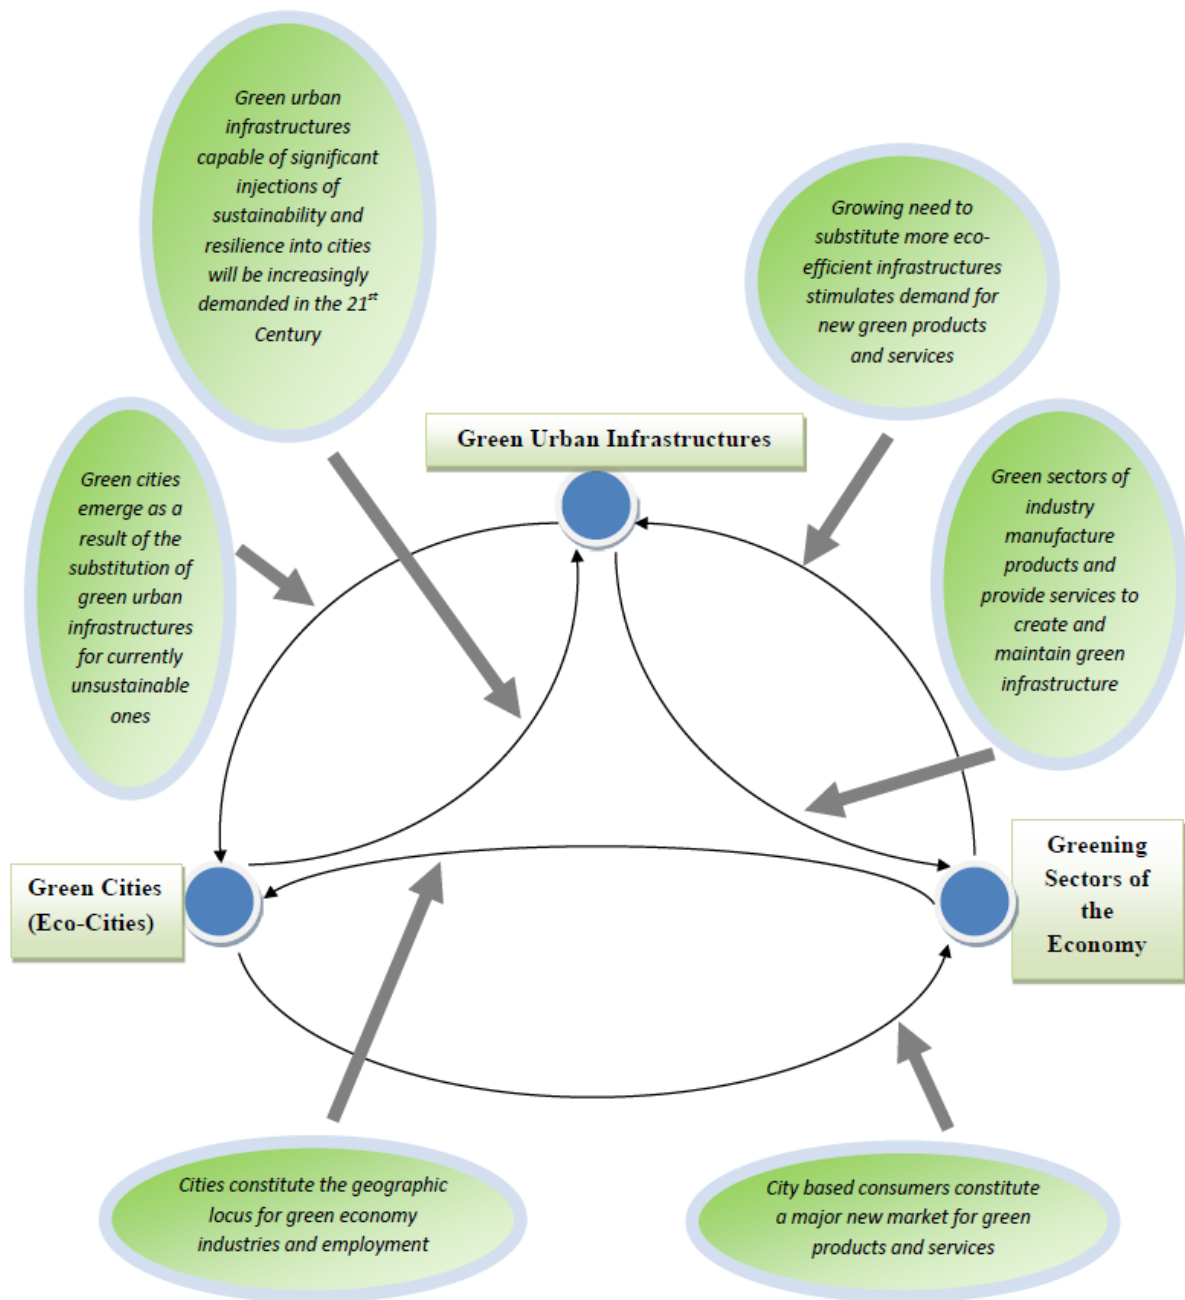 Green urban
infrastructures
capable of significant
injections of
sustainability and
resilience into cities
will be increasingly
demanded in the 21st
Century
Growing need to
substitute more eco-
efficient infrastructures
stimulates demand for
new green products
and services
Green Urban Infrastructures
Green cities
emerge as a
result of the
substitution of
green urban
infrastructures
for currently
unsustainable
ones
Green sectors of
industry
manufacture
products and
provide services to
create and
maintain green
infrastructure
Green Cities
(Eco-Cities)
Greening
Sectors of
the
Economy
Cities constitute the geographic
locus for green economy
industries and employment
City based consumers constitute
a major new market for green
products and services